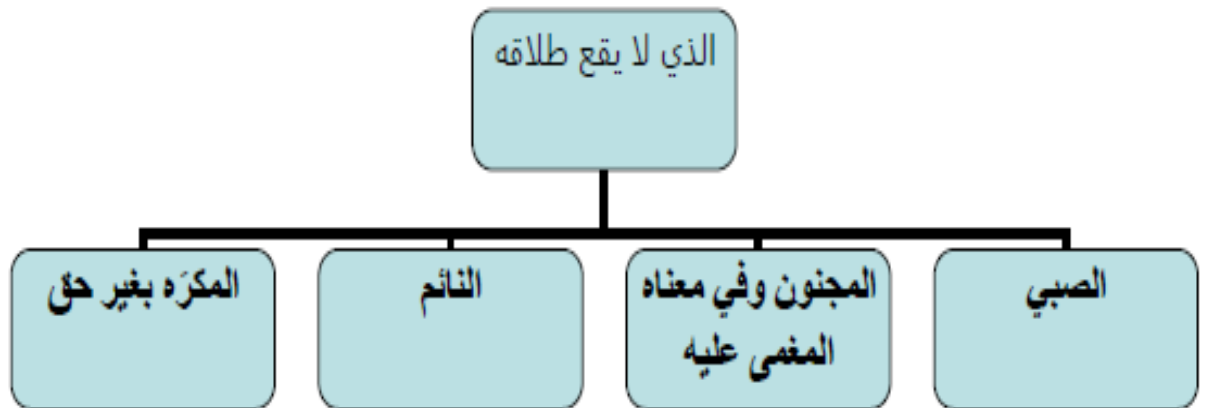 الذي لا يقع طلاقه
الصبي
المجنون وفي معناه
المغمى عليه
النائم
المكرَه بغير حق